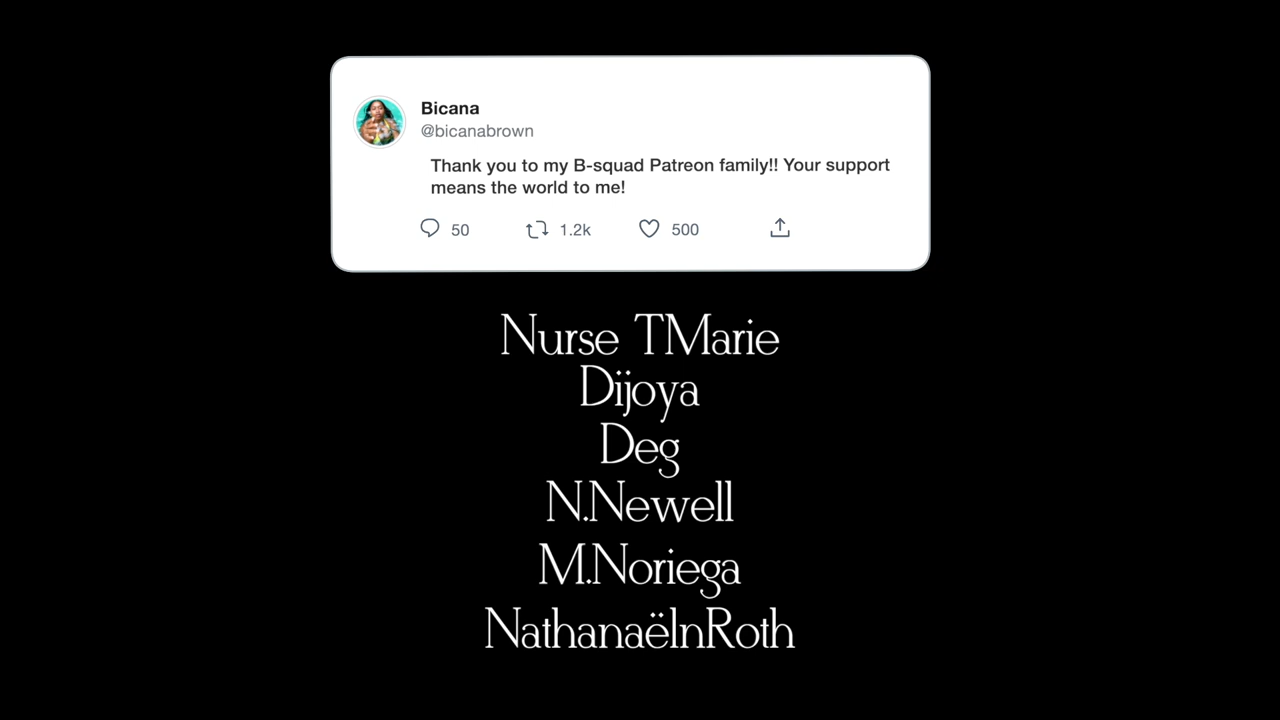 Bicana
@bicanabrown
Thank you to my B-squad Patreon family!! Your support
means the world to me!
50 1.2k 500
Nurse TMarie
Dijoya
Deg
N.Newell
M.Noriega
NathanaëlnRoth